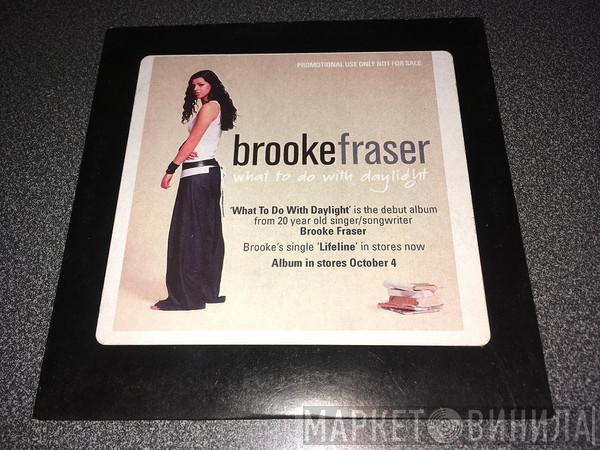 PROMOTIONAL USE ONLY NOT FOR SALE
brookefraser
what to do with daylight
'What To Do With Daylight' is the debut album
from 20 year old singer/songwriter
Brooke Fraser
Brooke's single 'Lifeline' in stores now
Album in stores October 4
МАРКЕТ ВИНИЛА